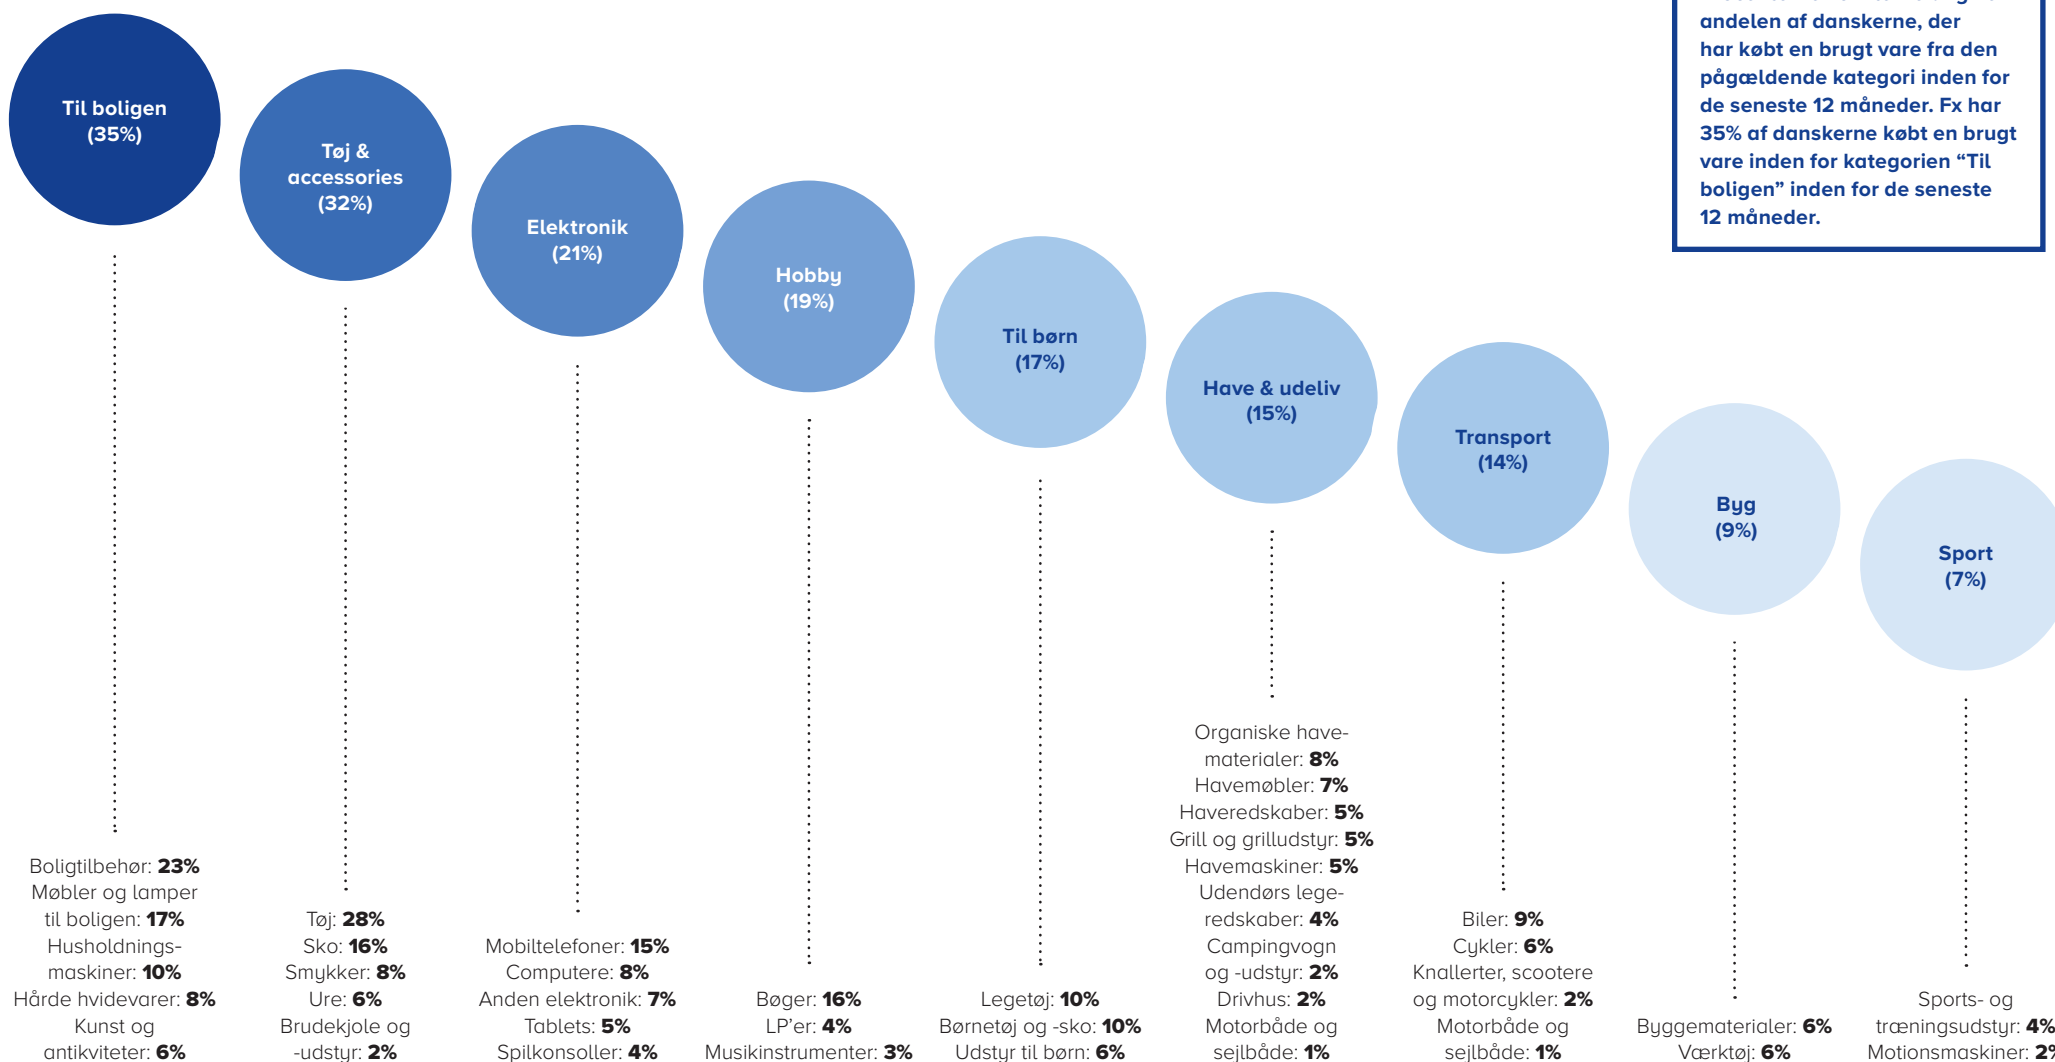 andelen af danskerne, der
har købt en brugt vare fra den
pågældende kategori inden for
de seneste 12 måneder. Fx har
35% af danskerne købt en brugt
vare inden for kategorien “Til
boligen” inden for de seneste
12 måneder.
Til boligen
(35%)
Tøj &
accessories
(32%)
Elektronik
(21%)
Hobby
(19%)
Til børn
(17%)
Have & udeliv
(15%)
Transport
(14%)
Byg
(9%)
Sport
(7%)
Boligtilbehør: 23%
Møbler og lamper
til boligen: 17%
Husholdnings-
maskiner: 10%
Hårde hvidevarer: 8%
Kunst og
antikviteter: 6%
Tøj: 28%
Sko: 16%
Smykker: 8%
Ure: 6%
Brudekjole og
-udstyr: 2%
Mobiltelefoner: 15%
Computere: 8%
Anden elektronik: 7%
Tablets: 5%
Spilkonsoller: 4%
Bøger: 16%
LP’er: 4%
Musikinstrumenter: 3%
Legetøj: 10%
Børnetøj og -sko: 10%
Udstyr til børn: 6%
Organiske have-
materialer: 8%
Havemøbler: 7%
Haveredskaber: 5%
Grill og grilludstyr: 5%
Havemaskiner: 5%
Udendørs lege-
redskaber: 4%
Campingvogn
og -udstyr: 2%
Drivhus: 2%
Motorbåde og
sejlbåde: 1%
Biler: 9%
Cykler: 6%
Knallerter, scootere
og motorcykler: 2%
Motorbåde og
sejlbåde: 1%
Byggematerialer: 6%
Værktøj: 6%
Sports- og
træningsudstyr: 4%
Motionsmaskiner: 2%